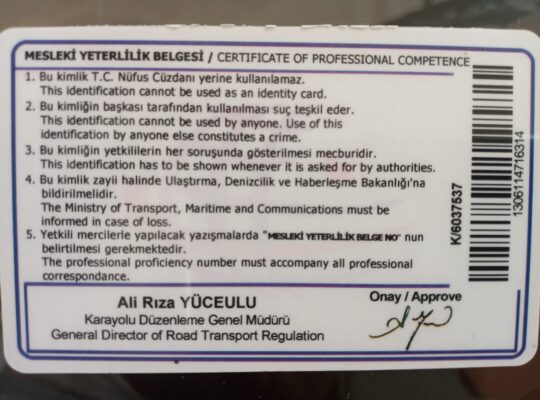 MESLEKİ YETERLİLİK BELGESİ / CERTIFICATE OF PROFESSIONAL COMPETENCE
1. Bu kimlik T.C. Nüfus Cüzdanı yerine kullanılamaz.
This identification cannot be used as an identity card.
2. Bu kimliğin başkası tarafından kullanılması suç teşkil eder.
This identification cannot be used by anyone. Use of this
identification by anyone else constitutes a crime.
3. Bu kimliğin yetkililerin her soruşunda gösterilmesi mecburidir.
This identification has to be shown whenever it is asked for by authorities.
4. Bu kimlik zayii halinde Ulaştırma, Denizcilik ve Haberleşme Bakanlığı'na
bildirilmelidir.
The Ministry of Transport, Maritime and Communications must be
informed in case of loss.
5. Yetkili mercilerle yapılacak yazışmalarda "MESLEKİ YETERLİLİK BELGE NO" nun
belirtilmesi gerekmektedir.
The professional proficiency number must accompany all professional
correspondance.
Ali Rıza YÜCEULU
Karayolu Düzenleme Genel Müdürü
General Director of Road Transport Regulation
Onay / Approve
K/6037537
1306114716314